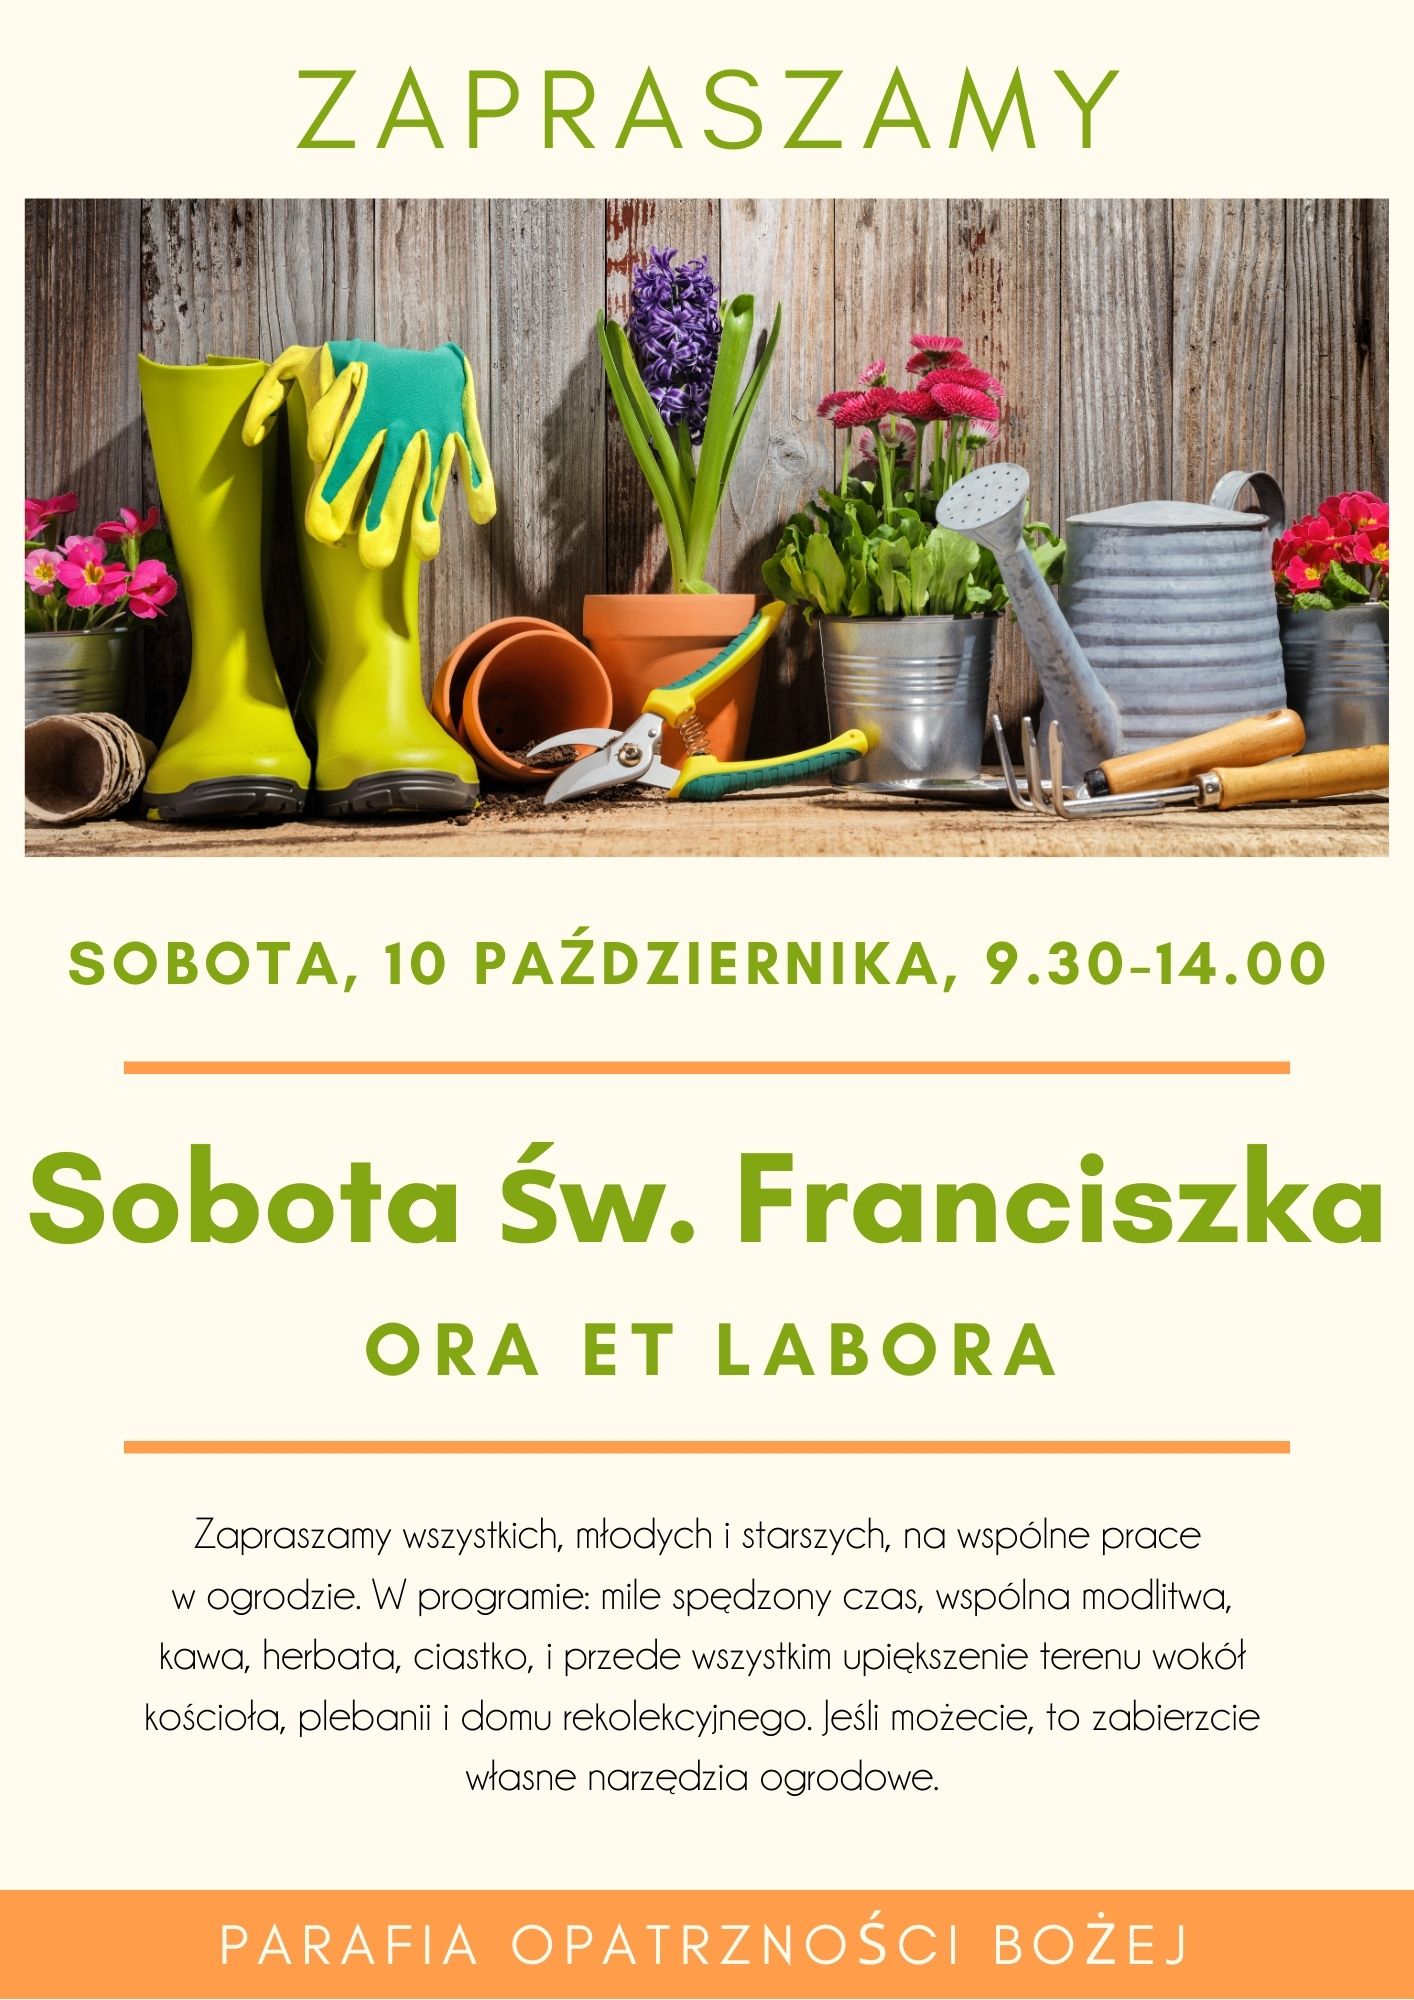 ZAPRASZAMY
SOBOTA, 10 PAŹDZIERNIKA, 9.30-14.00
Sobota Św. Franciszka
ORA ET LABORA
Zapraszamy wszystkich, młodych i starszych, na wspólne prace
w ogrodzie. W programie: mile spędzony czas, wspólna modlitwa,
kawa, herbata, ciastko, i przede wszystkim upiększenie terenu wokół
kościoła, plebanii i domu rekolekcyjnego. Jeśli możecie, to zabierzcie
własne narzędzia ogrodowe.
PARAFIA OPATRZNOŚCI BOŻEJ